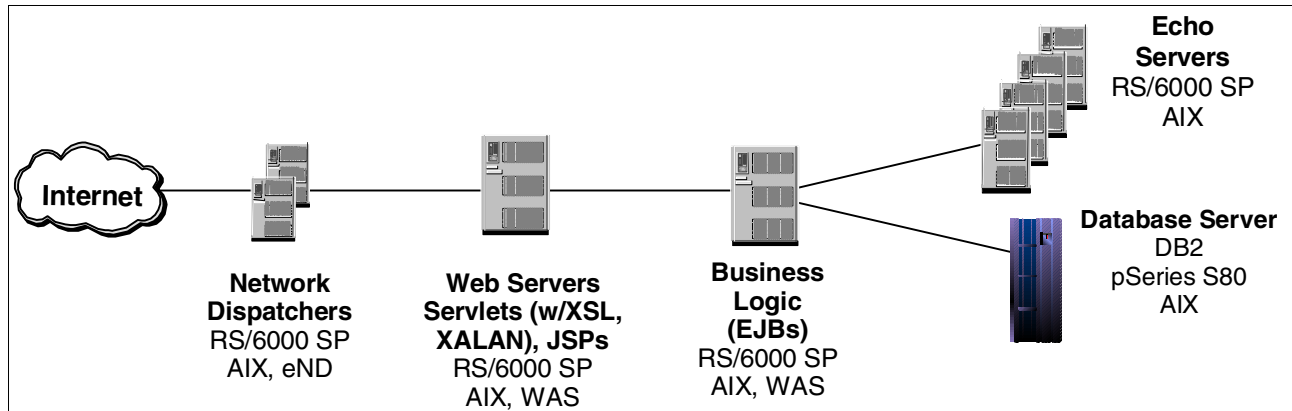 Internet
Network
Dispatchers
RS/6000 SP
AIX, eND
Web Servers
Servlets (w/XSL,
XALAN), JSPs
RS/6000 SP
AIX, WAS
Business
Logic
(EJBs)
RS/6000 SP
AIX, WAS
Echo
Servers
RS/6000 SP
AIX
Database Server
DB2
pSeries S80
AIX